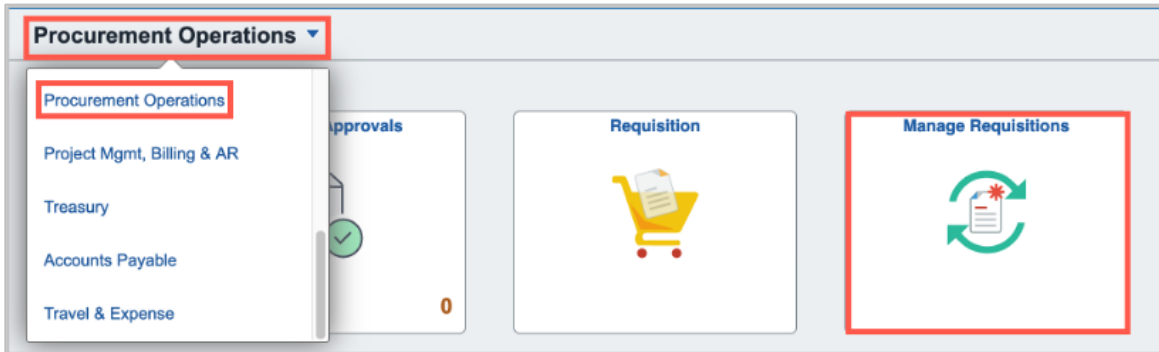 Procurement Operations
Procurement Operations
Project Mgmt, Billing & AR
Treasury
Accounts Payable
Travel & Expense
Approvals
0
Requisition
Manage Requisitions